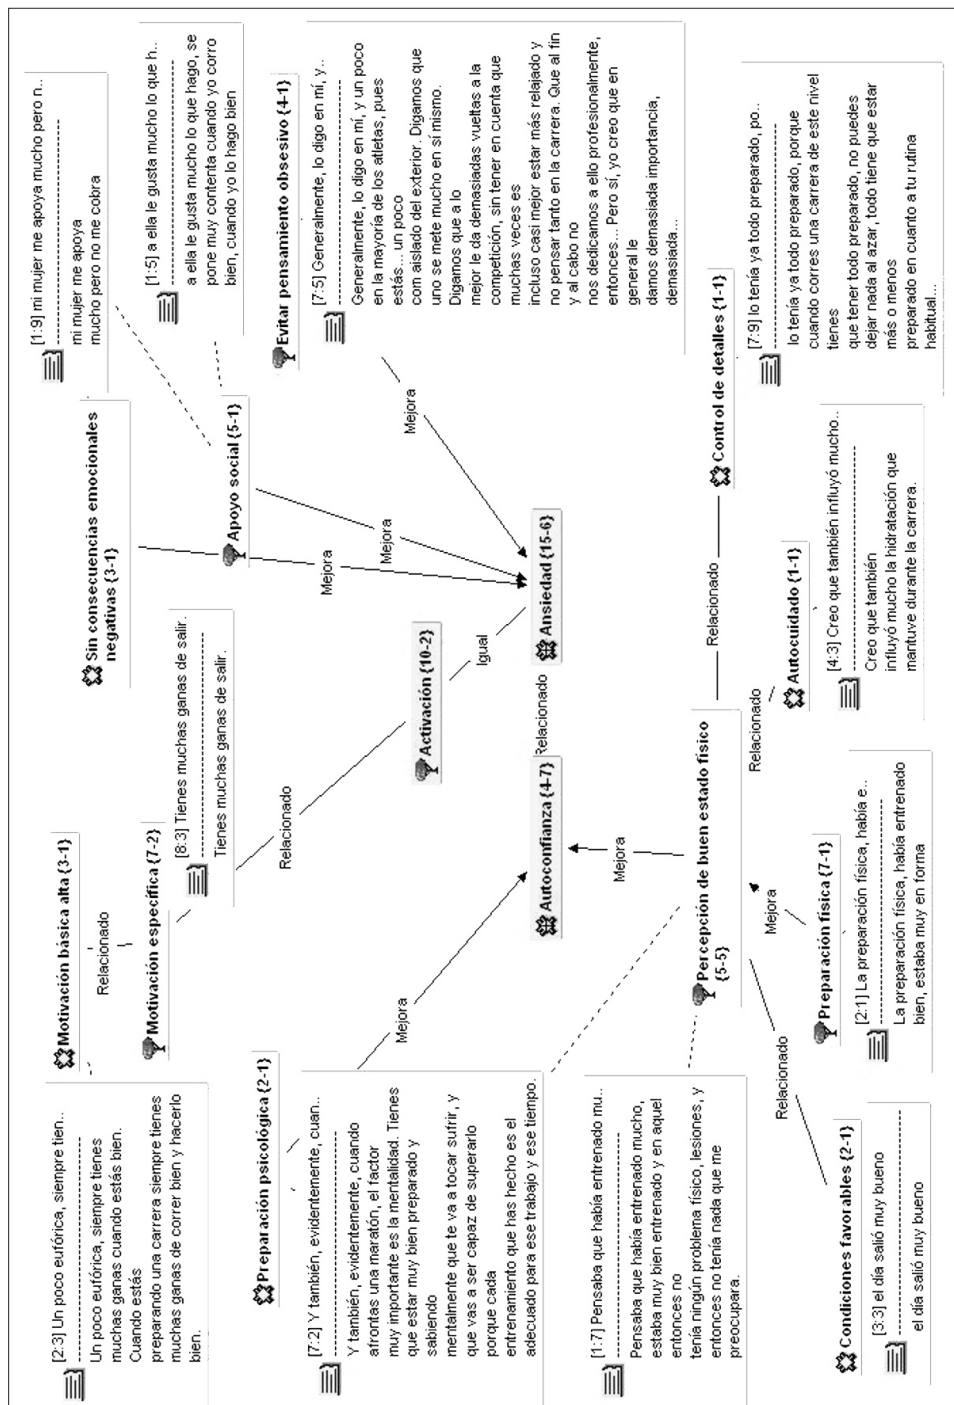 [2:3] Un poco eufórica, siempre tien..
Un poco eufórica, siempre tienes
muchas ganas cuando estás bien.
Cuando estás
preparando una carrera siempre tienes
muchas ganas de correr bien y hacerlo
bien.
Motivación básica alta {3-1}
Relacionado
Motivación específica {7-2}
[8:3] Tienes muchas ganas de salir.
Tienes muchas ganas de salir.
Relacionado
Sin consecuencias emocionales
negativas {3-1}
Mejora
[1:9] mi mujer me apoya mucho pero n..
mi mujer me apoya
mucho pero no me cobra
[1:5] a ella le gusta mucho lo que h..
a ella le gusta mucho lo que hago, se
pone muy contenta cuando yo corro
bien, cuando yo lo hago bien
Apoyo social {5-1}
Mejora
Preparación psicológica {2-1}
[7:2] Y también, evidentemente, cuan..
Y también, evidentemente, cuando
afrontas una maratón, el factor
muy importante es la mentalidad. Tienes
que estar muy bien preparado y
sabiendo
mentalmente que te va a tocar sufrir, y
que vas a ser capaz de superarlo
porque cada
entrenamiento que has hecho es el
adecuado para ese trabajo y ese tiempo.
Mejora
Activación {10-2}
Igual
Evitar pensamiento obsesivo {4-1}
[7:5] Generalmente, lo digo en mí, y..
Generalmente, lo digo en mí, y un poco
en la mayoría de los atletas, pues
estás... un poco
com aislado del exterior. Digamos que
uno se mete mucho en sí mismo.
Digamos que a lo
mejor le da demasiadas vueltas a la
competición, sin tener en cuenta que
muchas veces es
incluso casi mejor estar más relajado y
no pensar tanto en la carrera. Que al fin
y al cabo no
nos dedicamos a ello profesionalmente,
entonces... Pero sí, yo creo que en
general le
damos demasiada importancia,
demasiada...
Mejora
Autoconfianza {4-7}
Relacionado
Ansiedad {15-6}
Mejora
[1:7] Pensaba que había entrenado mu..
Pensaba que había entrenado mucho,
estaba muy bien entrenado y en aquel
entonces no
tenía ningún problema físico, lesiones, y
entonces no tenía nada que me
preocupara.
Percepción de buen estado físico
{5-5}
Relacionado
Control de detalles {1-1}
[7:9] lo tenía ya todo preparado, po..
lo tenía ya todo preparado, porque
cuando corres una carrera de este nivel
tienes
que tener todo preparado, no puedes
dejar nada al azar, todo tiene que estar
más o menos
preparado en cuanto a tu rutina
habitual...
Relacionado
Mejora
Relacionado
Condiciones favorables {2-1}
[3:3] el día salió muy bueno
el día salió muy bueno
Preparación física {7-1}
[2:1] La preparación física, había e..
La preparación física, había entrenado
bien, estaba muy en forma
Autocuidado {1-1}
[4:3] Creo que también influyó mucho..
Creo que también
influyó mucho la hidratación que
mantuve durante la carrera.